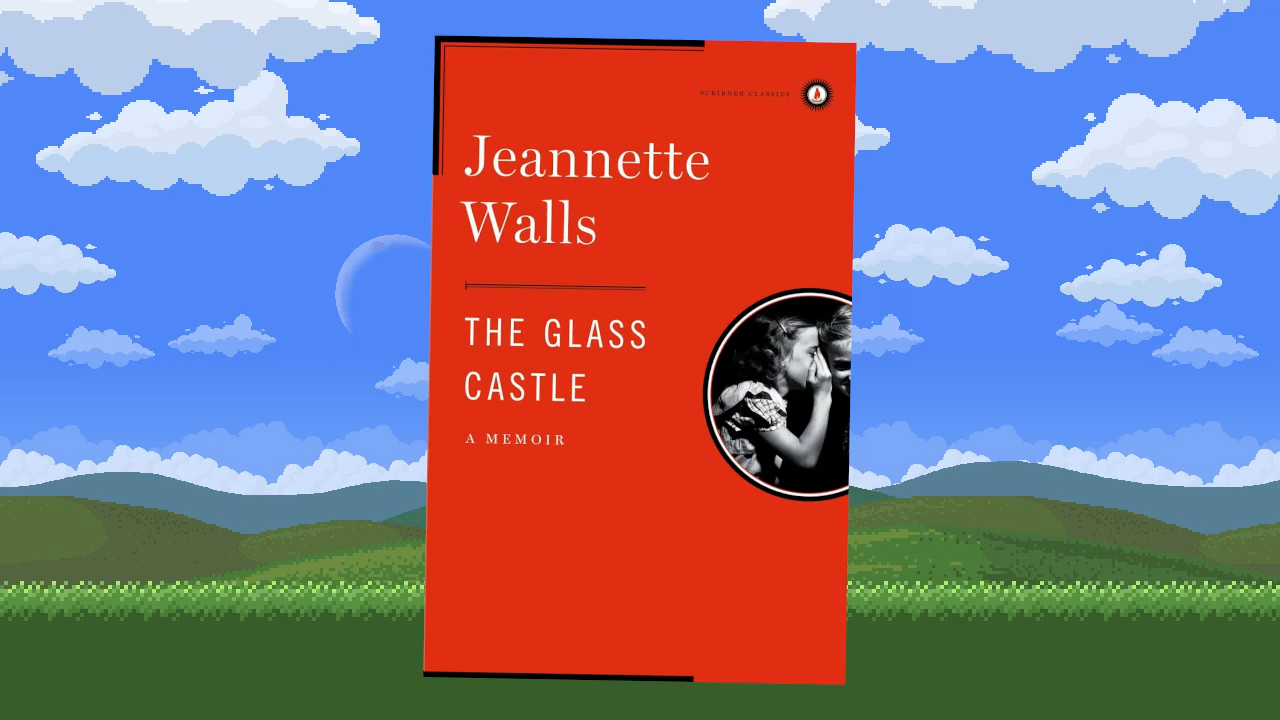 SCRIBNER CLASSICS
Jeannette
Walls
THE GLASS
CASTLE
A MEMOIR